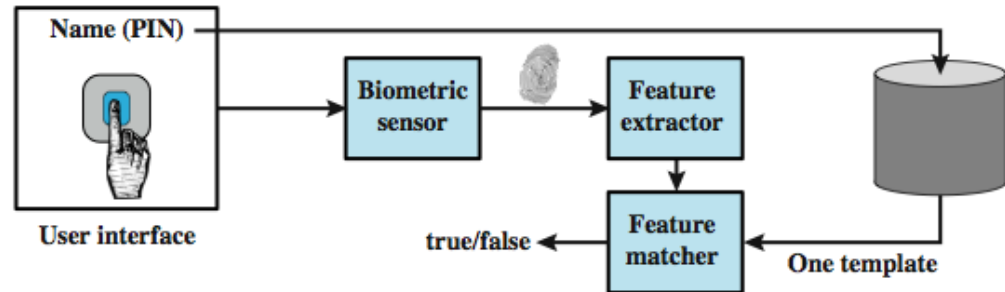 Name (PIN)
Biometric
sensor
Feature
extractor
User interface
true/false
Feature
matcher
One template